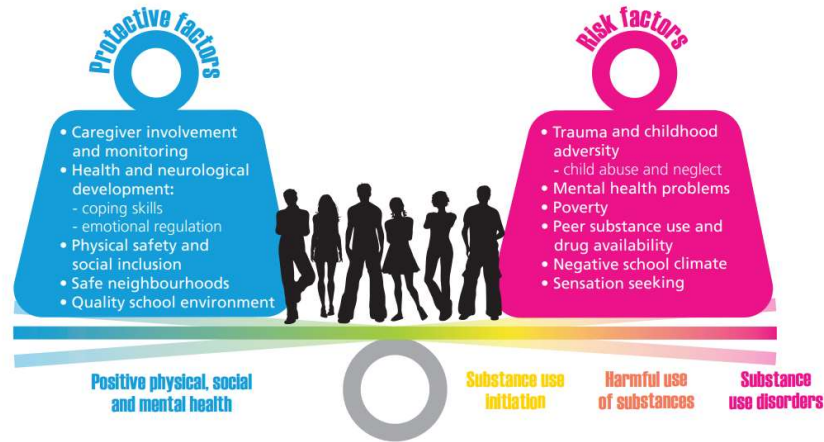 Protective factors
• Caregiver involvement
and monitoring
• Health and neurological
development:
- coping skills
- emotional regulation
• Physical safety and
social inclusion
• Safe neighbourhoods
• Quality school environment
Risk factors
• Trauma and childhood
adversity
- child abuse and neglect
• Mental health problems
• Poverty
• Peer substance use and
drug availability
• Negative school climate
• Sensation seeking
Positive physical, social
and mental health
Substance use
initiation
Harmful use
of substances
Substance
use disorders